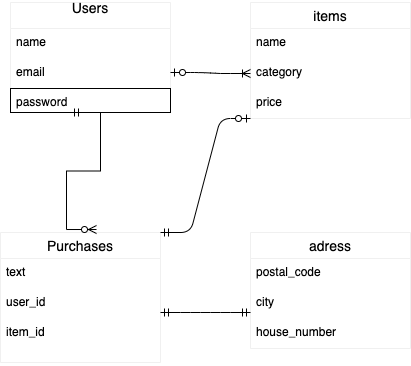 Users
name
email
password
items
name
category
price
Purchases
text
user_id
item_id
adress
postal_code
city
house_number